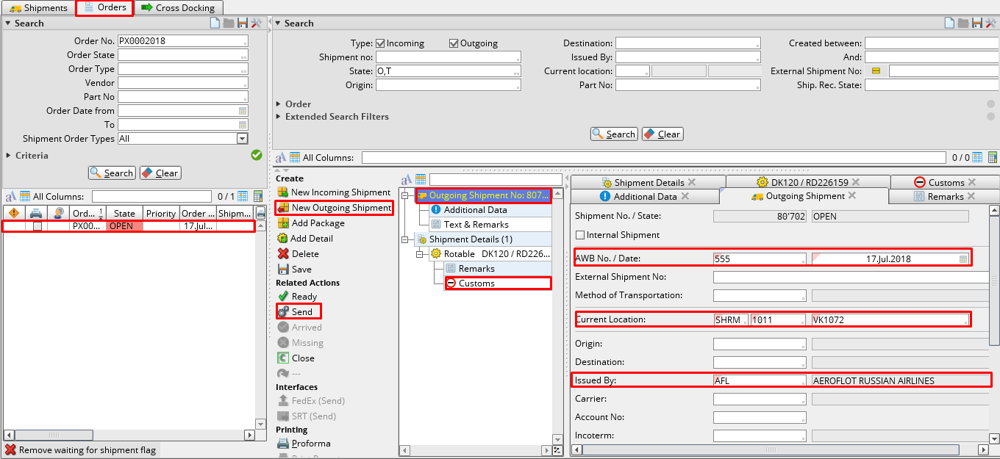 Shipments Orders Cross Docking
Search
Order No. PX0002018
Order State
Order Type
Vendor
Part No
Order Date from
To
Shipment Order Types All
Criteria
Search Clear
All Columns: 0 / 1
Ord... 1 State Priority Order ... Shipm...
PX00... OPEN 17.Jul...
Remove waiting for shipment flag
Search
Type: Incoming Outgoing Destination: Created between:
Shipment no: Issued By: And:
State: O,T Current location: External Shipment No:
Origin: Part No: Ship. Rec. State:
Order
Extended Search Filters
Search Clear
All Columns: 0 / 0
Create
New Incoming Shipment
New Outgoing Shipment
Add Package
Add Detail
Delete
Save
Related Actions
Ready
Send
Arrived
Missing
Close
---
Interfaces
FedEx (Send)
SRT (Send)
Printing
Proforma
Outgoing Shipment No: 807...
Additional Data
Text & Remarks
Shipment Details (1)
Rotable DK120 / RD226...
Remarks
Customs
Shipment Details DK120 / RD226159 Customs
Additional Data Outgoing Shipment Remarks
Shipment No. / State: 80'702 OPEN
Internal Shipment
AWB No. / Date: 555 17.Jul.2018
External Shipment No:
Method of Transportation:
Current Location: SHRM 1011 VK1072
Origin:
Destination:
Issued By: AFL AEROFLOT RUSSIAN AIRLINES
Carrier:
Account No:
Incoterm: